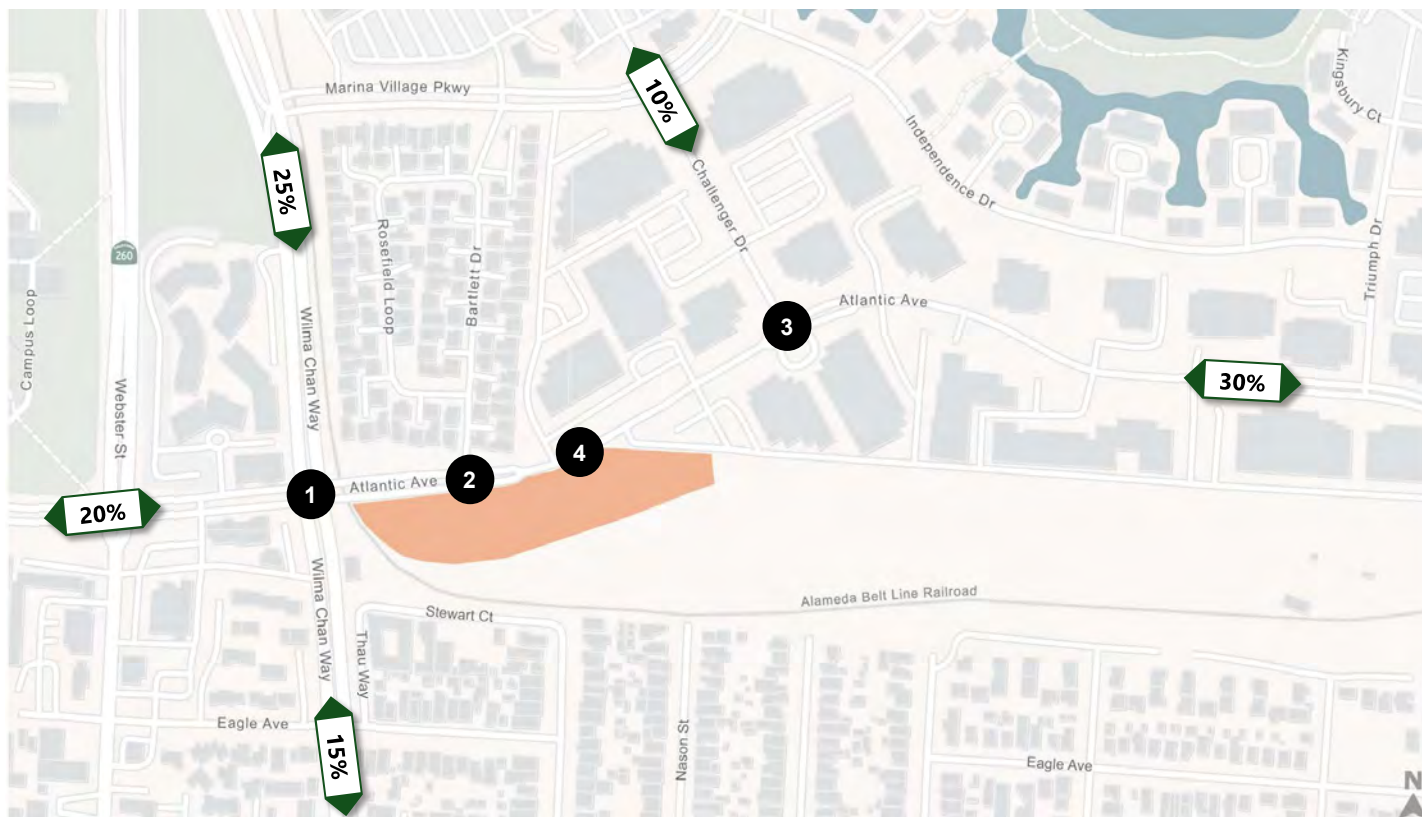 Marina Village Pkwy
10%
Kingsbury Ct
25%
Challenger Dr
Independence Dr
Rosefield Loop
Bartlett Dr
260
Triumph Dr
Campus Loop
Wilma Chan Way
Atlantic Ave
3
Webster St
30%
4
2
Atlantic Ave
1
20%
Wilma Chan Way
Stewart Ct
Alameda Belt Line Railroad
Thau Way
Nason St
Eagle Ave
15%
Eagle Ave
N